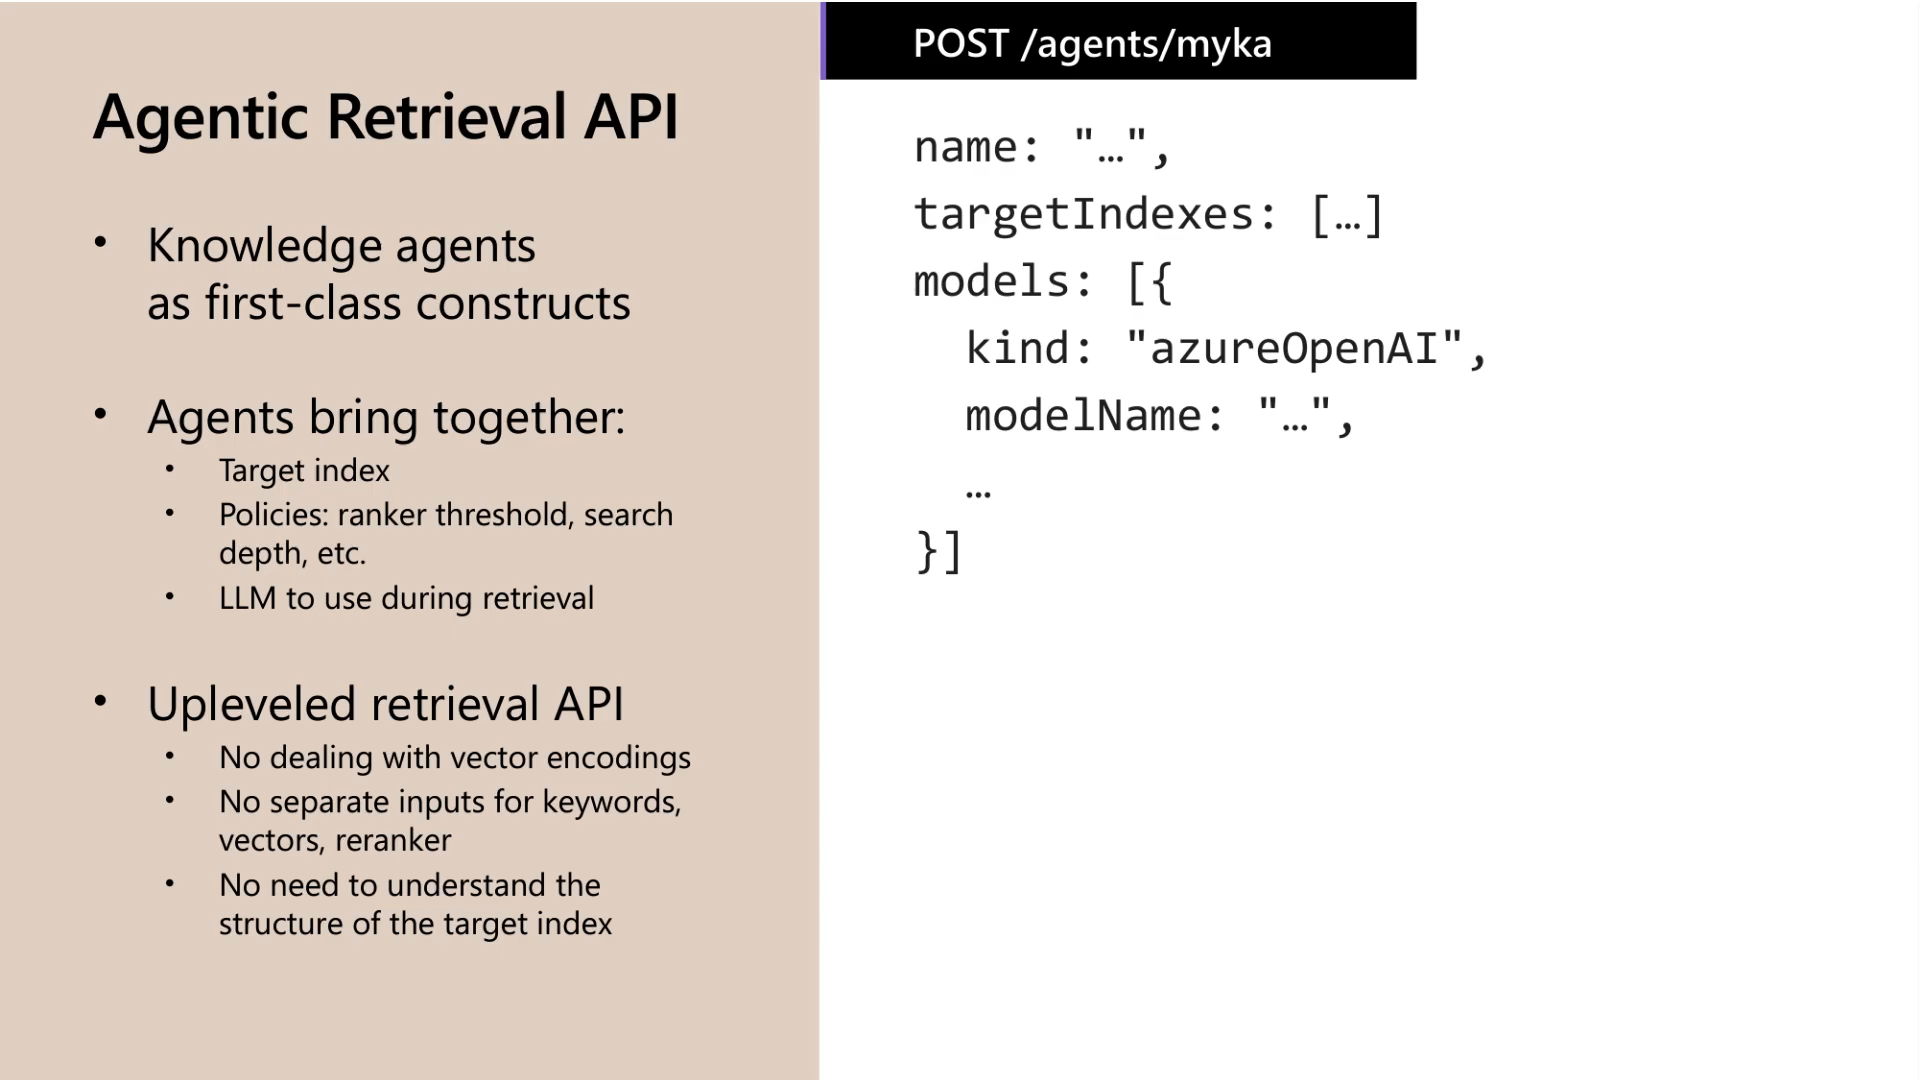 Agentic Retrieval API
• Knowledge agents
as first-class constructs
• Agents bring together:
• Target index
• Policies: ranker threshold, search
depth, etc.
• LLM to use during retrieval
• Upleveled retrieval API
• No dealing with vector encodings
• No separate inputs for keywords,
vectors, reranker
• No need to understand the
structure of the target index
POST /agents/myka
name: "…",
targetIndexes: […]
models: [{
kind: "azureOpenAI",
modelName: "…",
…
}]